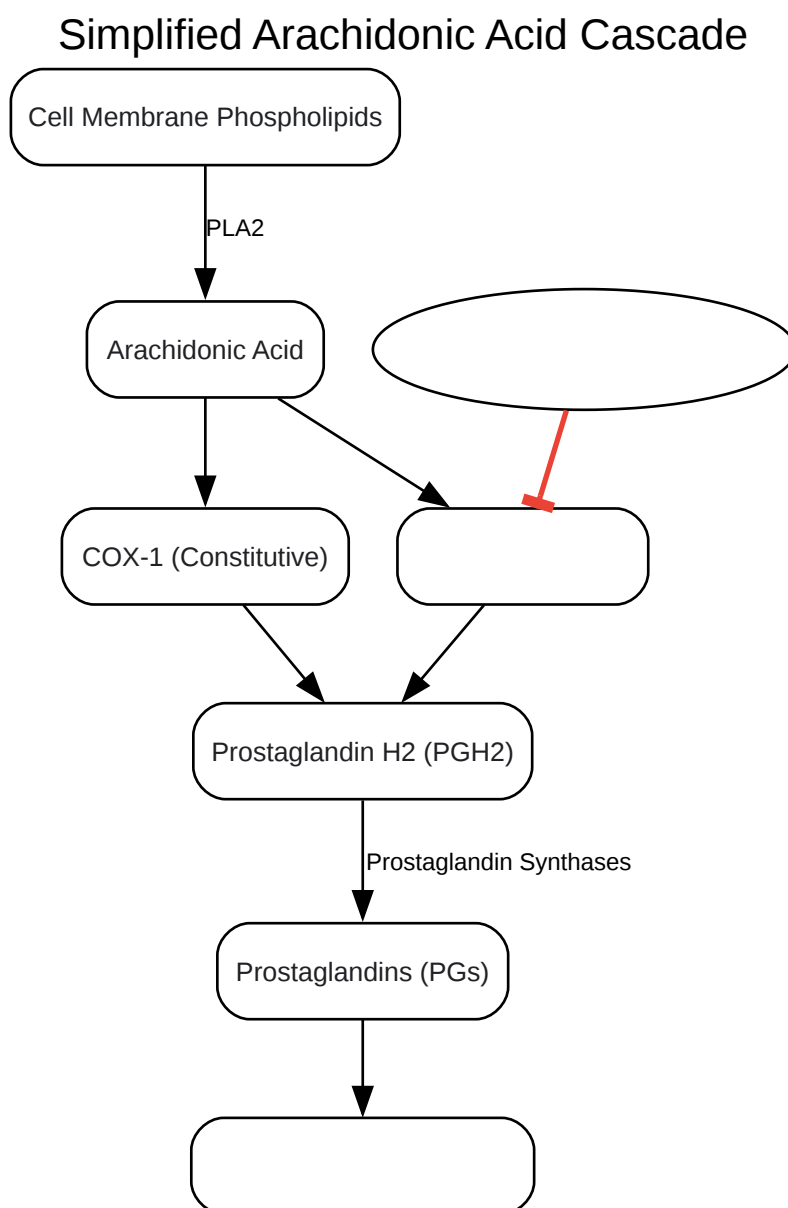 Simplified Arachidonic Acid Cascade
Cell Membrane Phospholipids
PLA2
Arachidonic Acid
COX-1 (Constitutive)
Prostaglandin H2 (PGH2)
Prostaglandin Synthases
Prostaglandins (PGs)